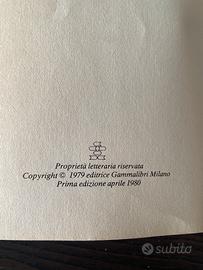 Proprietà letteraria riservata
Copyright © 1979 editrice Gammalibri Milano
Prima edizione aprile 1980
subito